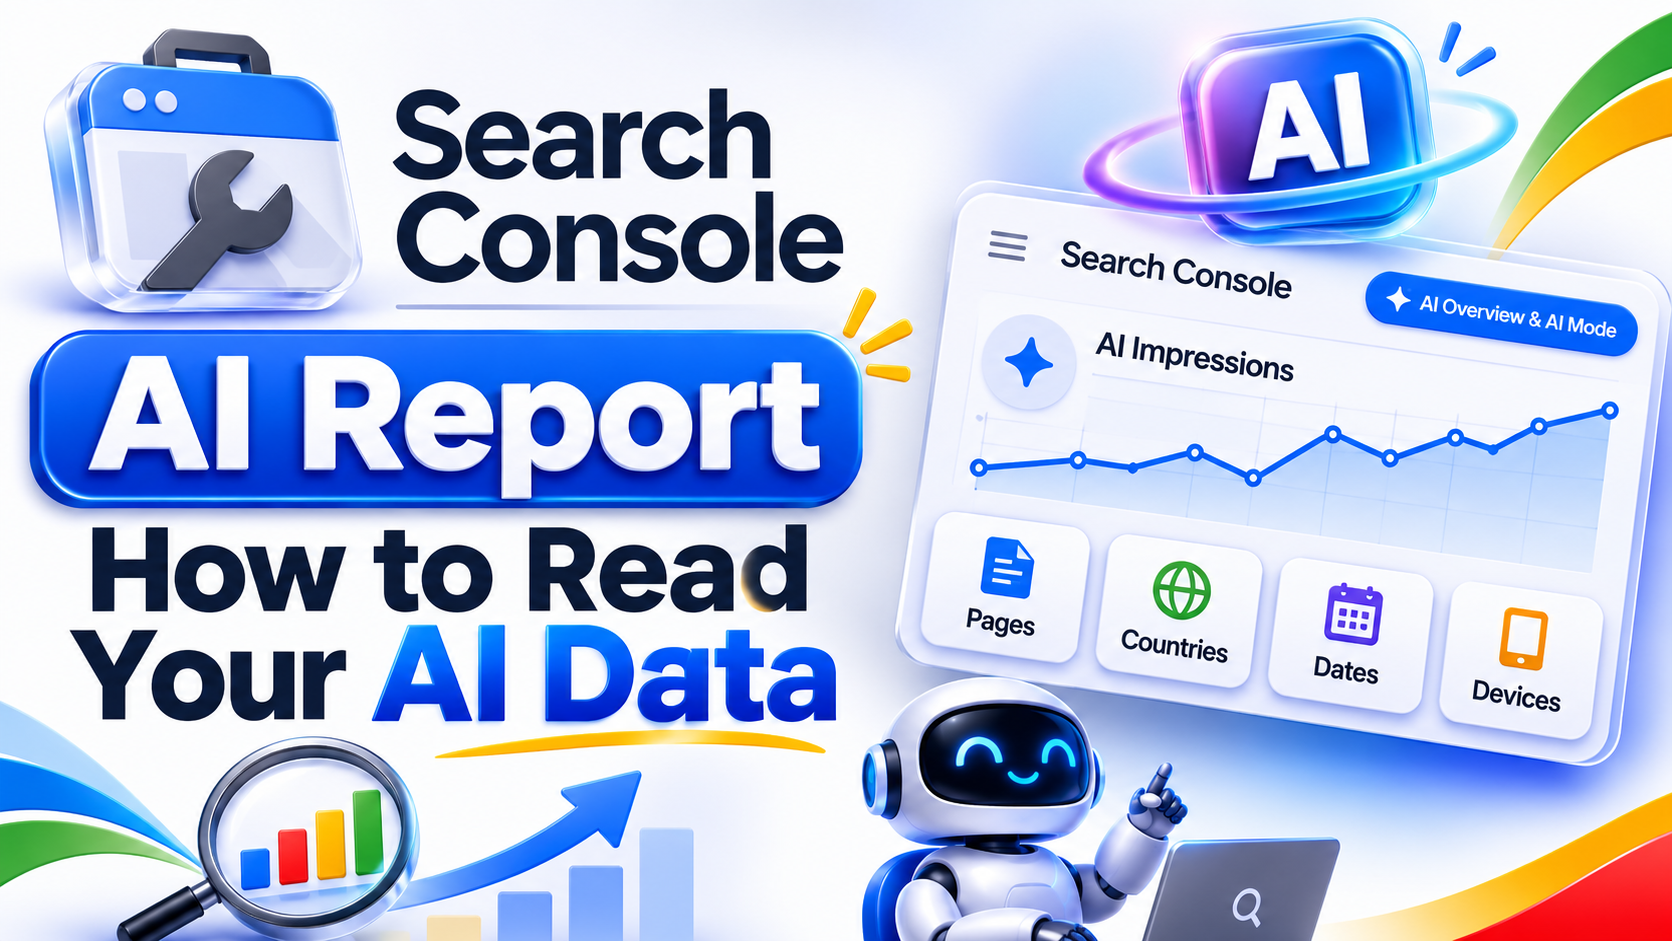 Search
Console
AI Report
How to Read
Your AI Data
AI
Search Console
AI Overview & AI Mode
AI Impressions
Pages
Countries
Dates
Devices